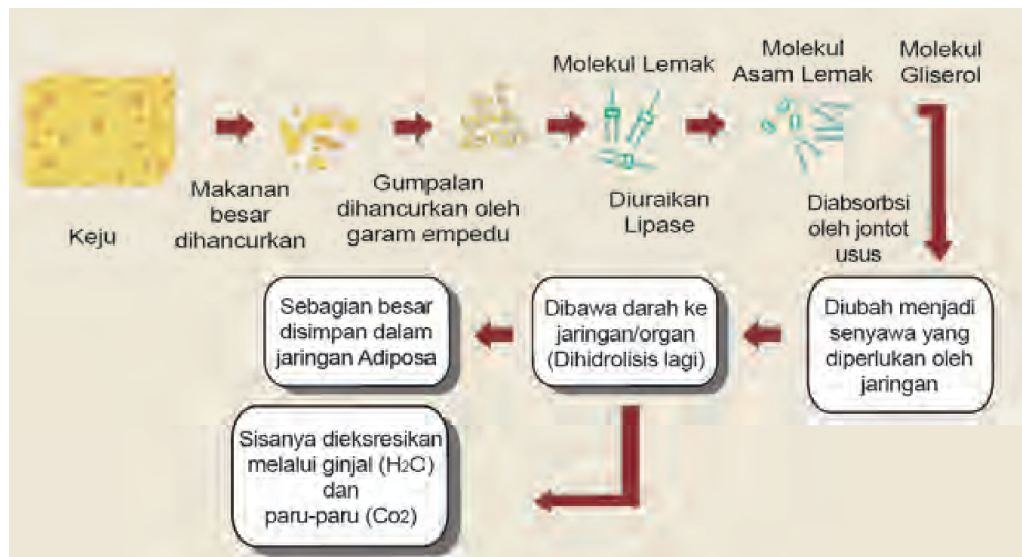 Keju
Makanan
besar
dihancurkan
Gumpalan
dihancurkan oleh
garam empedu
Molekul Lemak
Diuraikan
Lipase
Molekul
Asam Lemak
Molekul
Gliserol
Diabsorbsi
oleh jontot
usus
Diubah menjadi
senyawa yang
diperlukan oleh
jaringan
Dibawa darah ke
jaringan/organ
(Dihidrolisis lagi)
Sebagian besar
disimpan dalam
jaringan Adiposa
Sisanya dieksresikan
melalui ginjal (H2C)
dan
paru-paru (Co2)